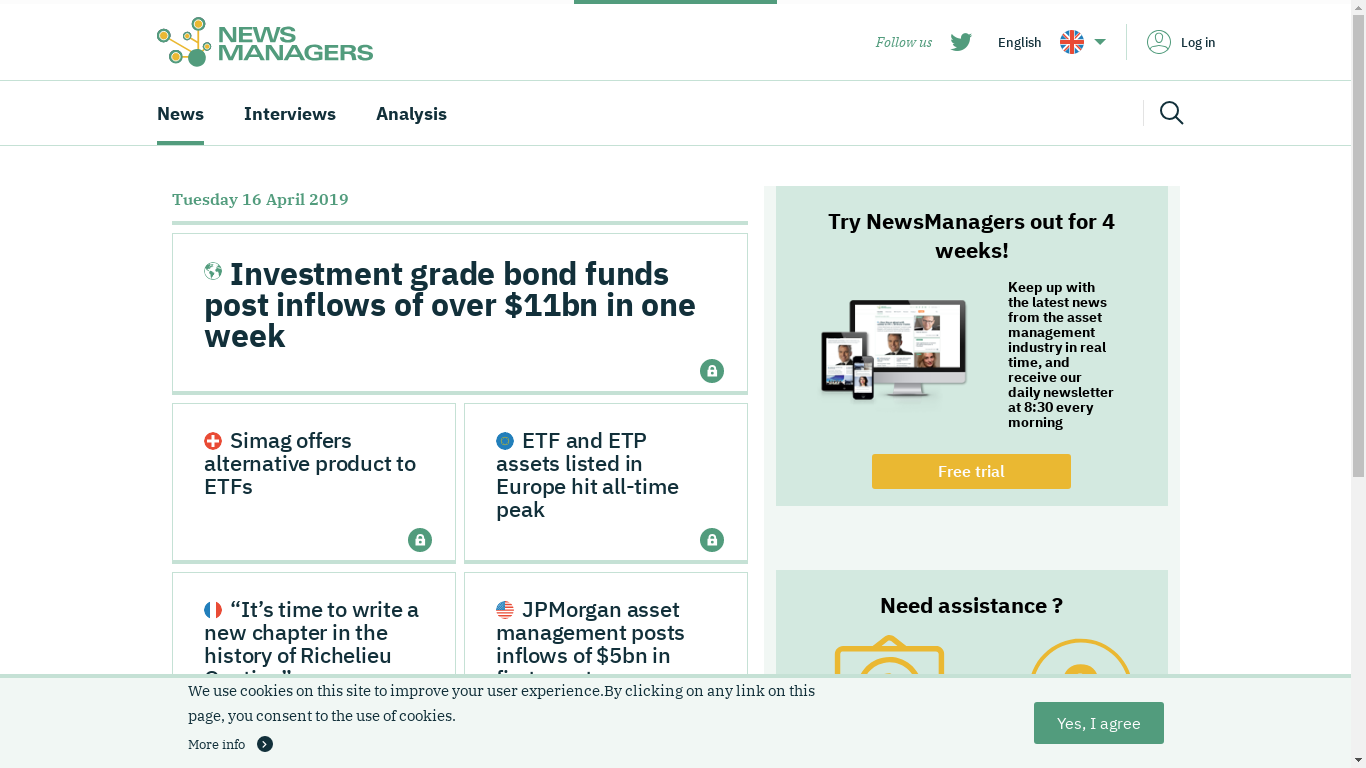 NEWS
MANAGERS
Follow us
English
Log in
News
Interviews
Analysis
Tuesday 16 April 2019
Investment grade bond funds
post inflows of over $11bn in one
week
Simag offers
alternative product to
ETFs
ETF and ETP
assets listed in
Europe hit all-time
peak
“It’s time to write a
new chapter in the
history of Richelieu
JPMorgan asset
management posts
inflows of $5bn in
Try NewsManagers out for 4
weeks!
Keep up with
the latest news
from the asset
management
industry in real
time, and
receive our
daily newsletter
at 8:30 every
morning
Free trial
Need assistance ?
We use cookies on this site to improve your user experience.By clicking on any link on this
page, you consent to the use of cookies.
More info
Yes, I agree